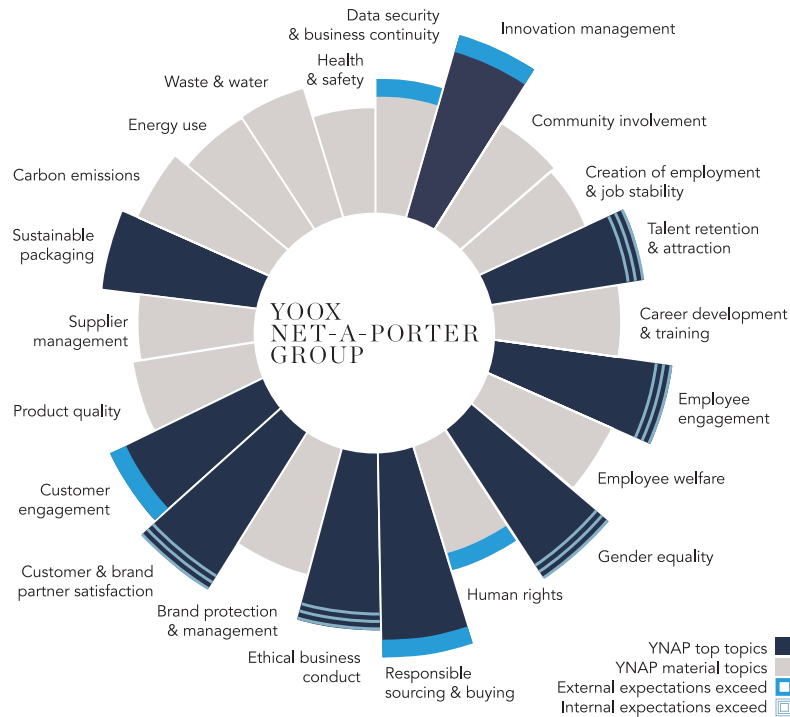 Data security
& business continuity
Innovation management
Health
& safety
Waste & water
Community involvement
Energy use
Creation of employment
& job stability
Carbon emissions
Talent retention
& attraction
Sustainable
packaging
YOOX
NET-A-PORTER
GROUP
Supplier
management
Career development
& training
Product quality
Employee
engagement
Customer
engagement
Employee welfare
Gender equality
Customer & brand
partner satisfaction
Human rights
Brand protection
& management
Ethical business
conduct
Responsible
sourcing & buying
YNAP top topics
YNAP material topics
External expectations exceed
Internal expectations exceed